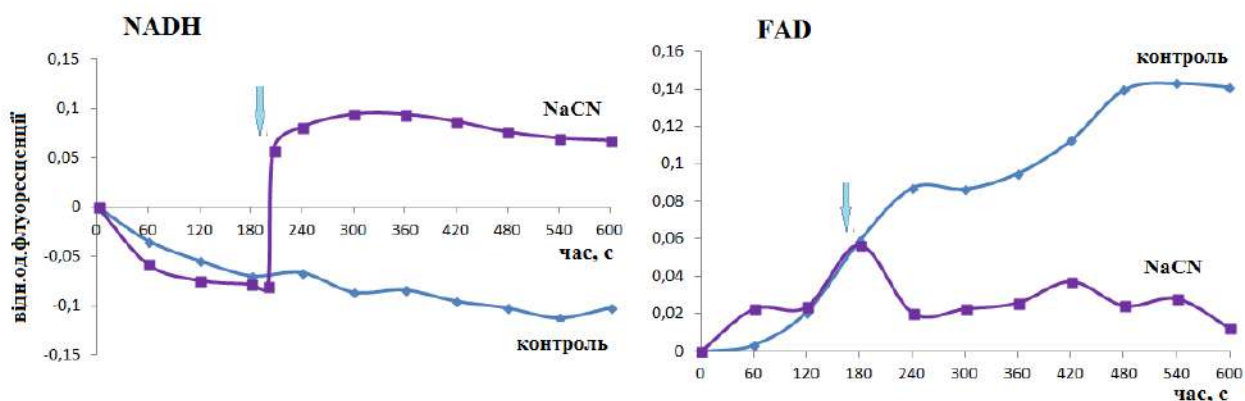 NADH
відн.од.флуоресценції
0,15
0,1
0,05
0
-0,05
-0,1
-0,15
0 60 120 180 240 300 360 420 480 540 600
NaCN
час, с
контроль
FAD
0,16
0,14
0,12
0,1
0,08
0,06
0,04
0,02
0
контроль
NaCN
0 60 120 180 240 300 360 420 480 540 600
час, с